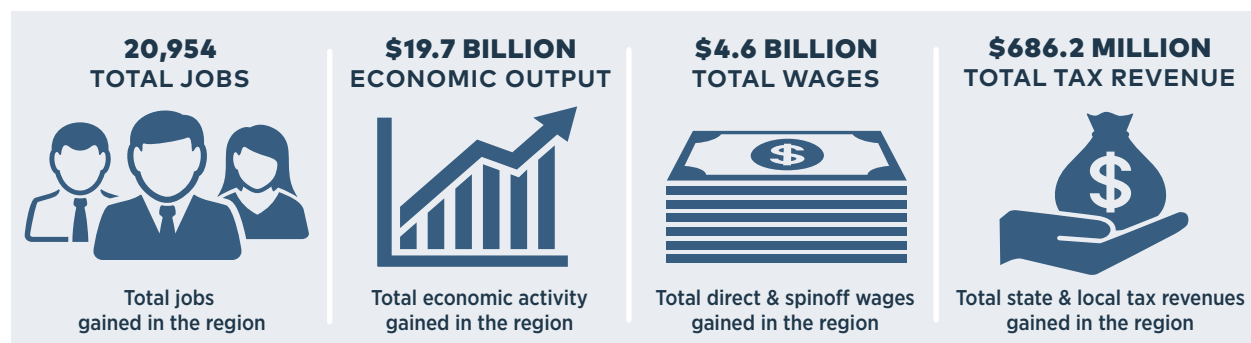 20,954
TOTAL JOBS
Total jobs
gained in the region
$19.7 BILLION
ECONOMIC OUTPUT
Total economic activity
gained in the region
$4.6 BILLION
TOTAL WAGES
$
Total direct & spinoff wages
gained in the region
$686.2 MILLION
TOTAL TAX REVENUE
$
Total state & local tax revenues
gained in the region